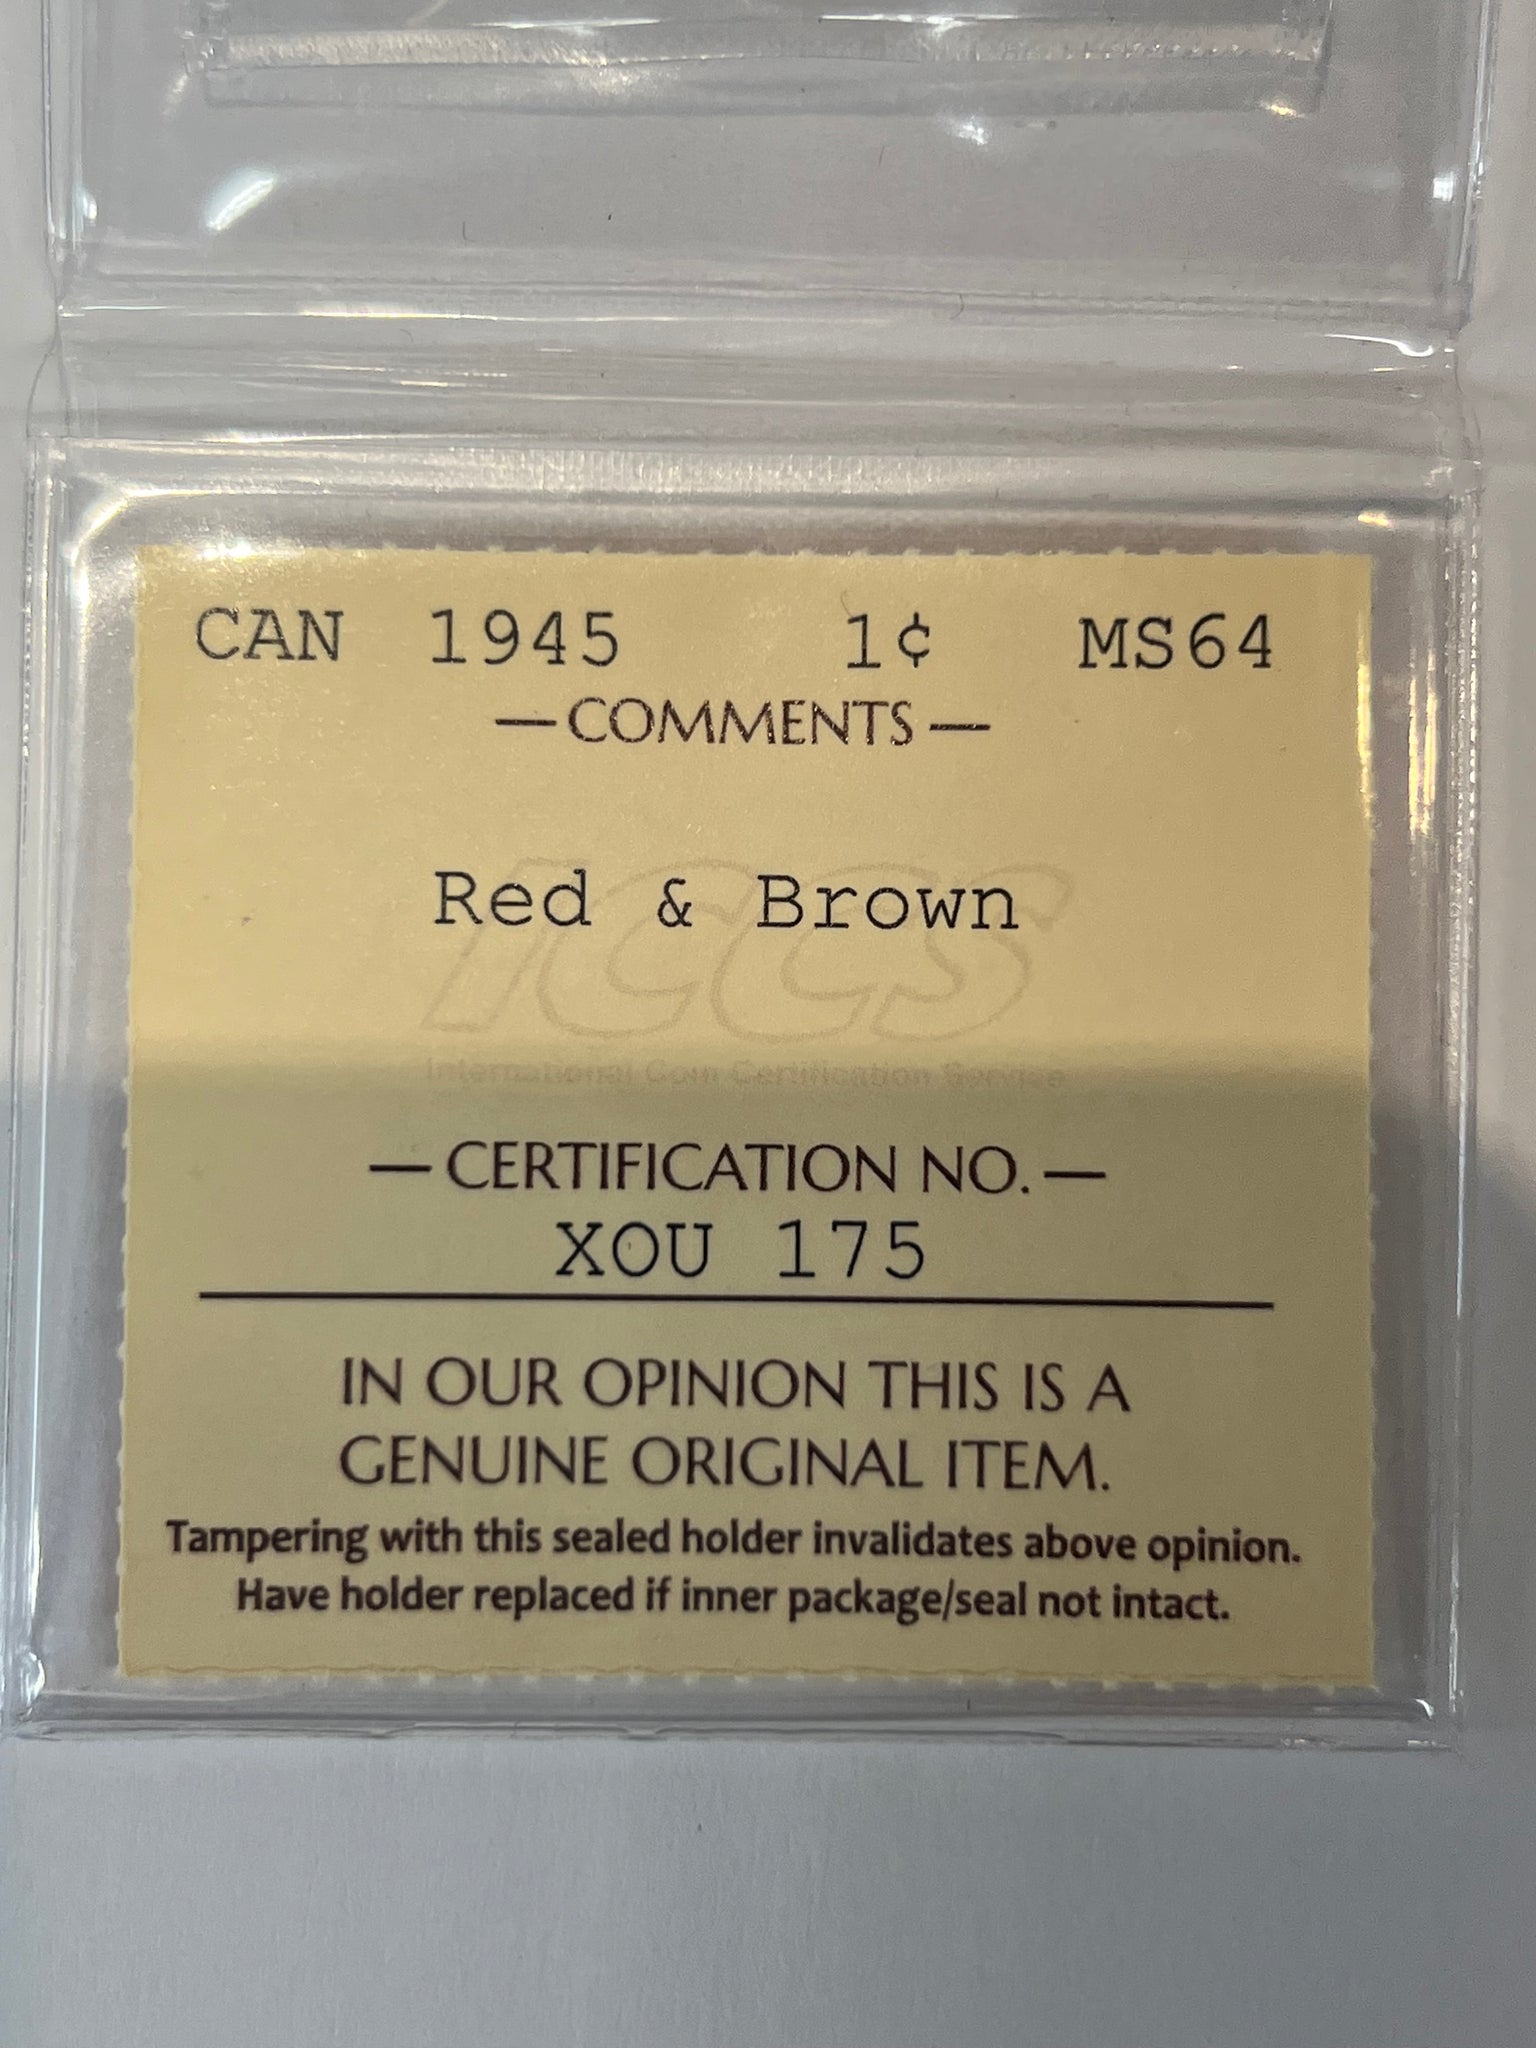 CAN 1945 1¢ MS64
—COMMENTS—
Red & Brown
ICCS
International Coin Certification Service
—CERTIFICATION NO.—
XOU 175
IN OUR OPINION THIS IS A
GENUINE ORIGINAL ITEM.
Tampering with this sealed holder invalidates above opinion.
Have holder replaced if inner package/seal not intact.